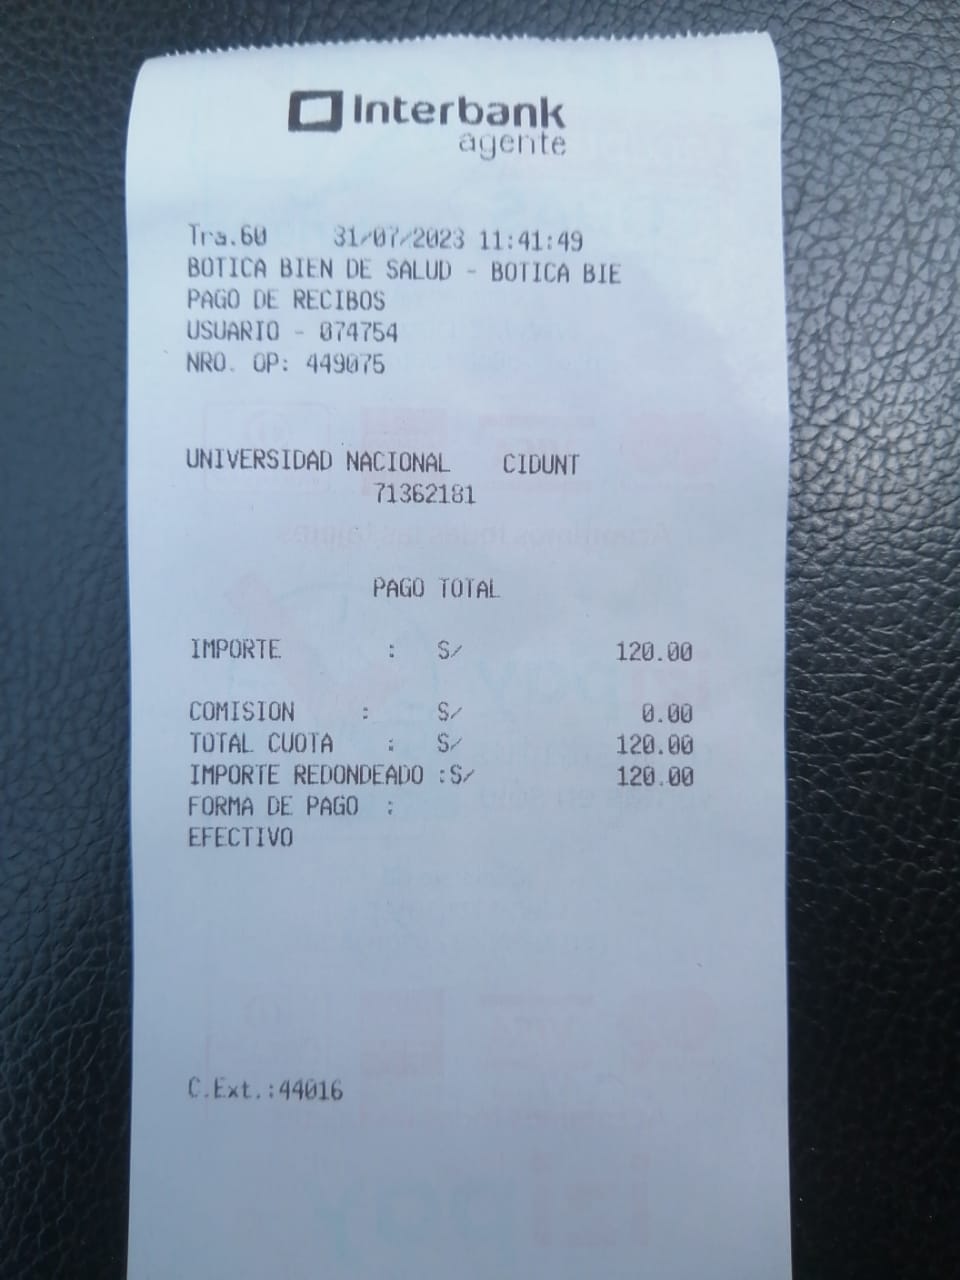 Interbank
agente
Tra.60 31/07/2023 11:41:49
BOTICA BIEN DE SALUD - BOTICA BIE
PAGO DE RECIBOS
USUARIO - 074754
NRO. OP: 449075
UNIVERSIDAD NACIONAL CIDUNT
71362181
PAGO TOTAL
IMPORTE : S/ 120.00
COMISION : S/ 0.00
TOTAL CUOTA : S/ 120.00
IMPORTE REDONDEADO :S/ 120.00
FORMA DE PAGO :
EFECTIVO
C.Ext.:44016